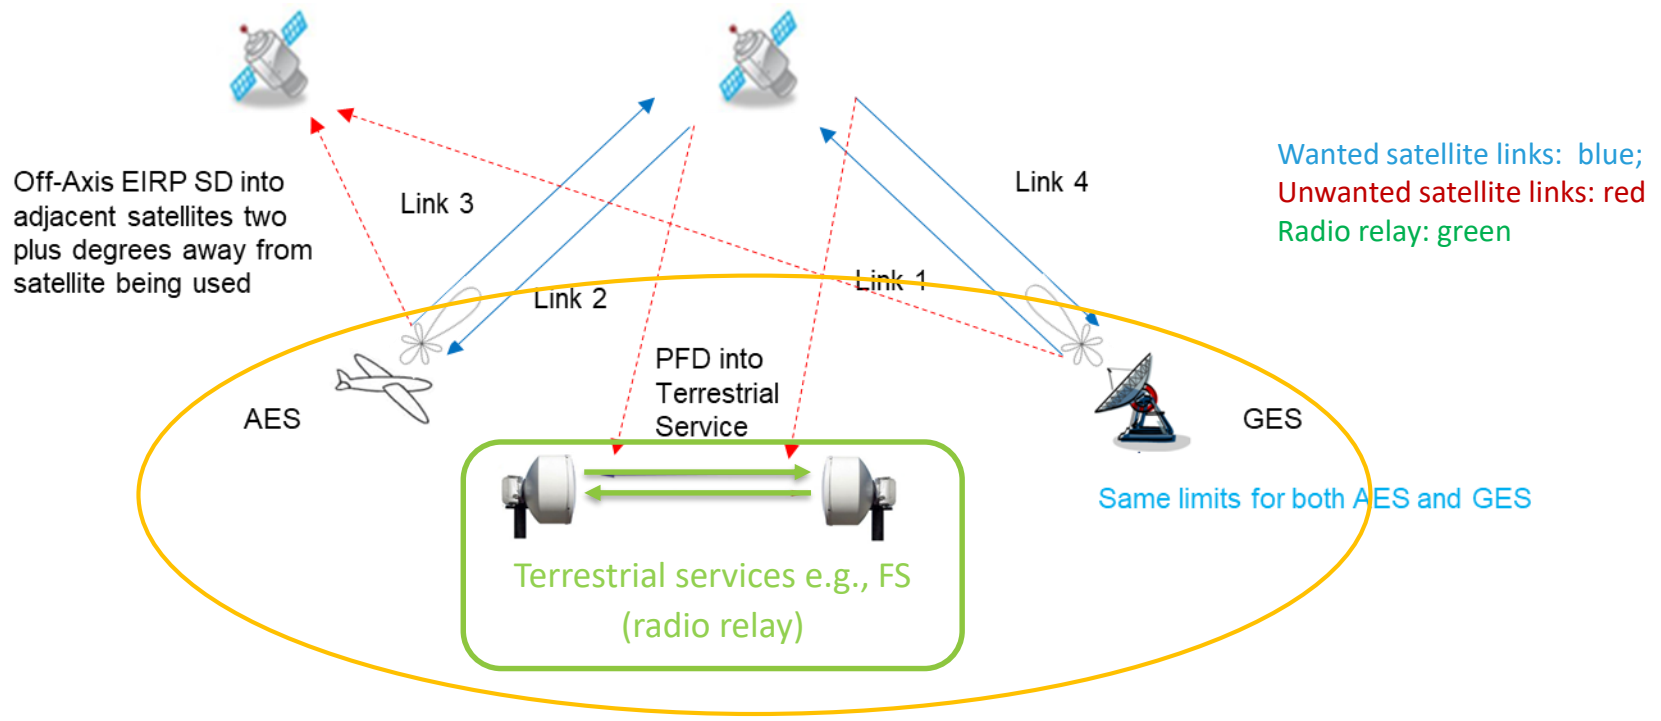 Wanted satellite links:  blue;
Unwanted satellite links: red
Radio relay: green
Off-Axis EIRP SD into
adjacent satellites two
plus degrees away from
satellite being used
Link 3
Link 4
Link 2
Link 1
PFD into
Terrestrial
Service
AES
GES
Same limits for both AES and GES
Terrestrial services e.g., FS
(radio relay)